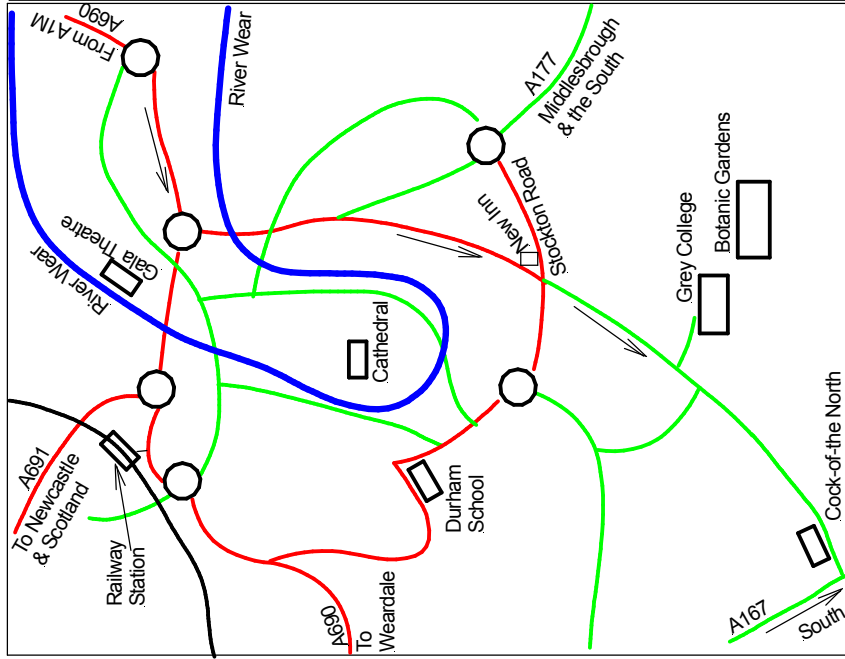 A690
From A1M
River Wear
A177
Middlesbrough
& the South
Gala Theatre
River Wear
New Inn
Stockton Road
Grey College
Botanic Gardens
Cathedral
A691
To Newcastle
& Scotland
Railway
Station
Durham
School
Cock-of-the North
A690
To
Weardale
A167
South